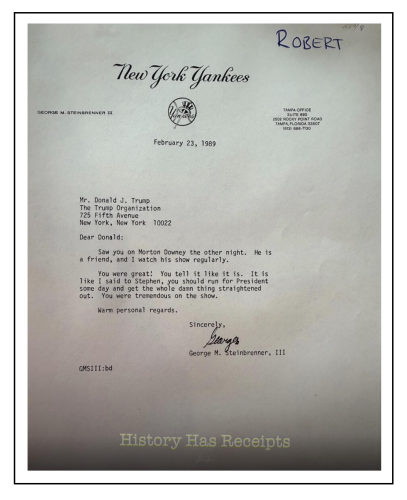 ROBERT
New York Yankees
GEORGE M. STEINBRENNER III
Yankees
TAMPA OFFICE
February 23, 1989
Mr. Donald J. Trump
The Trump Organization
725 Fifth Avenue
New York, New York 10022
Dear Donald:
Saw you on Morton Downey the other night. He is
a friend, and I watch his show regularly.
You were great! You tell it like it is. It is
like I said to Stephen, you should run for President
some day and get the whole damn thing straightened
out. You were tremendous on the show.
Warm personal regards.
Sincerely,
George
George M. Steinbrenner, III
GMSIII:bd
History Has Receipts